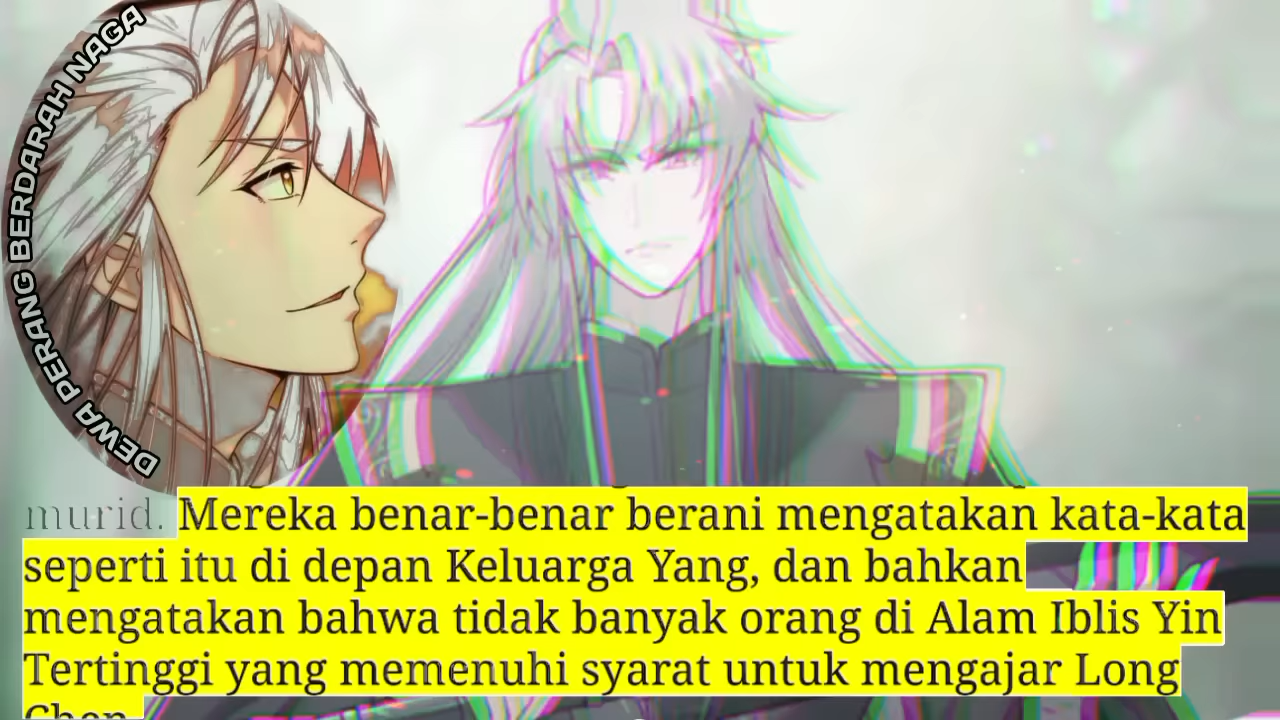 DEWA PERANG BERDARAH NAGA
murid. Mereka benar-benar berani mengatakan kata-kata
seperti itu di depan Keluarga Yang, dan bahkan
mengatakan bahwa tidak banyak orang di Alam Iblis Yin
Tertinggi yang memenuhi syarat untuk mengajar Long
Chen.